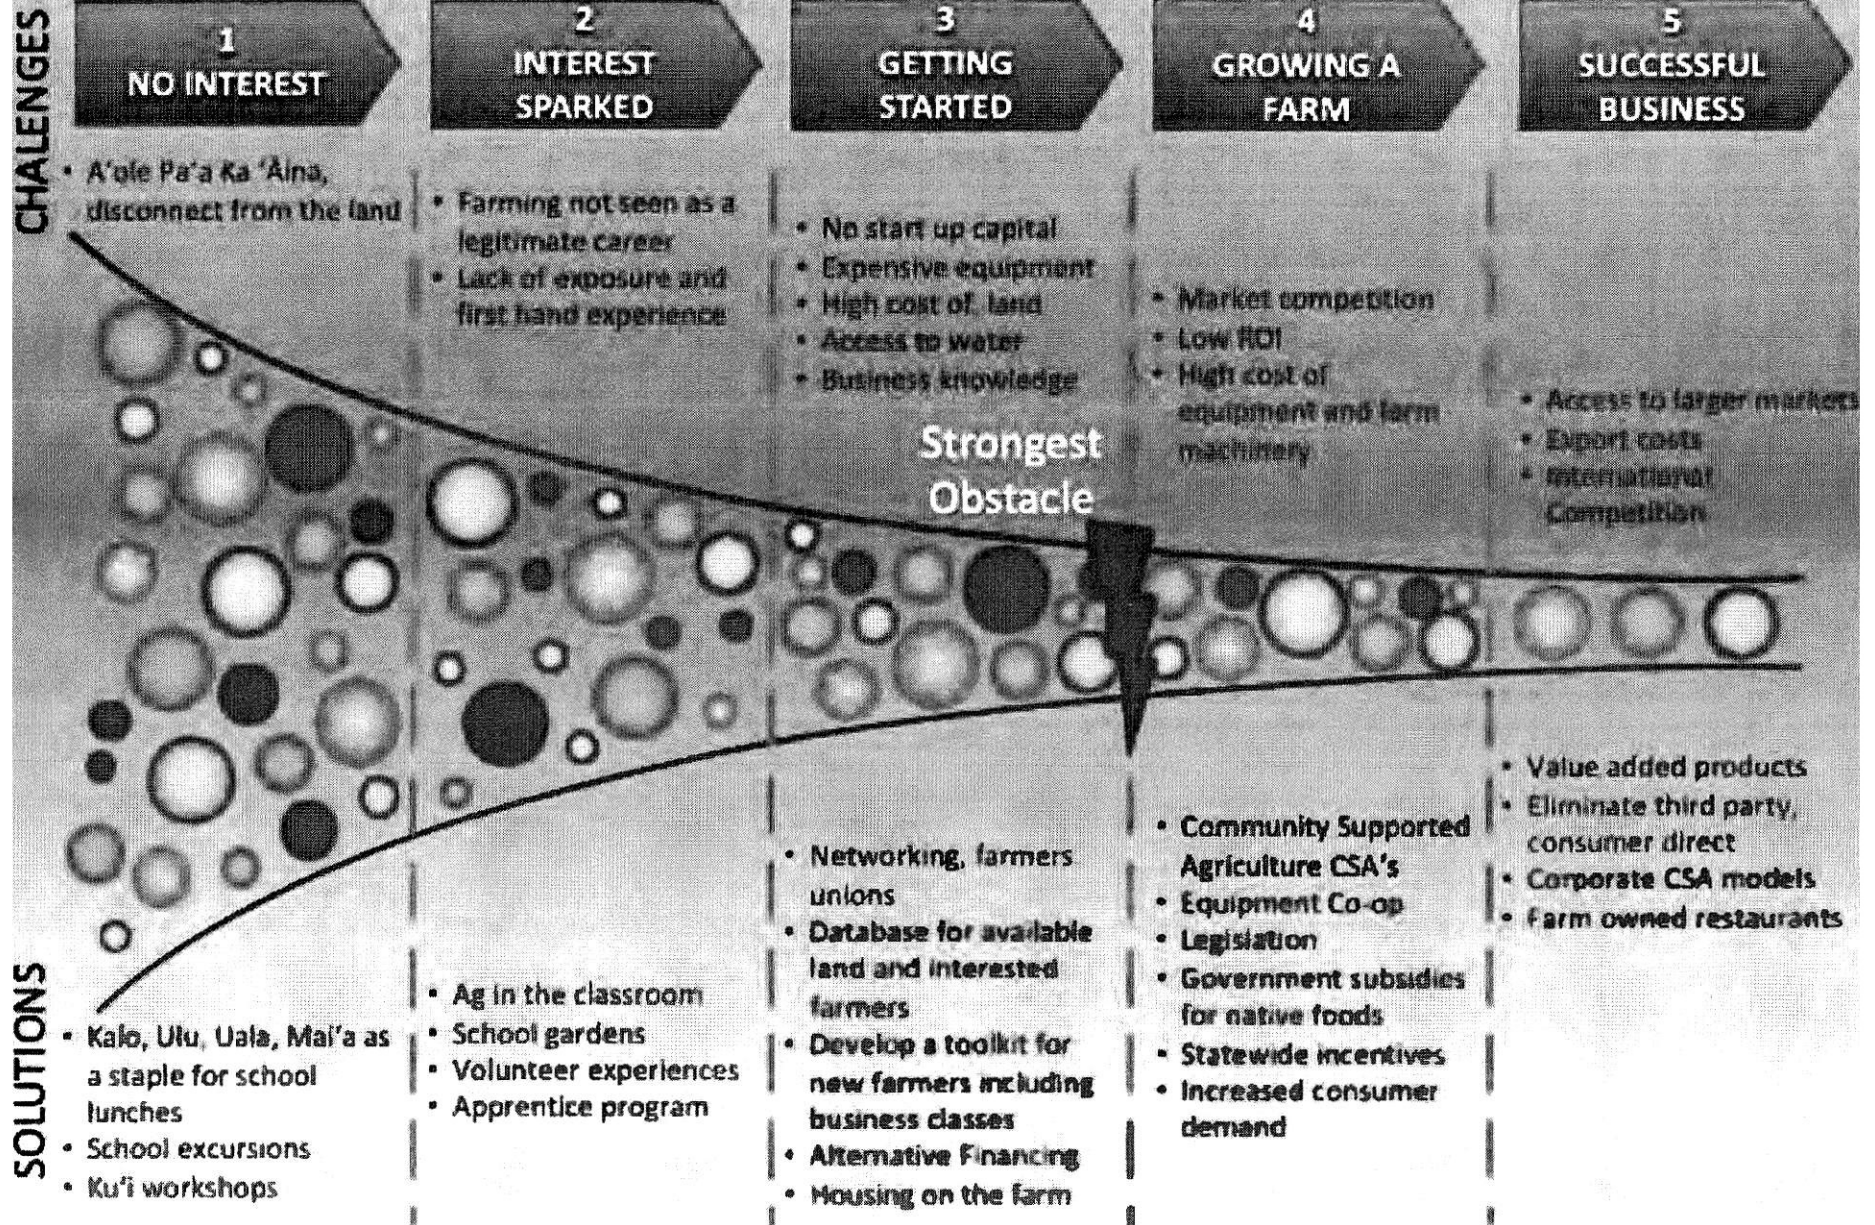 CHALENGES
1
NO INTEREST
2
INTEREST
SPARKED
3
GETTING
STARTED
4
GROWING A
FARM
5
SUCCESSFUL
BUSINESS
• A'ole Pa'a Ka 'Āina,
disconnect from the land
• Farming not seen as a
legitimate career
• Lack of exposure and
first hand experience
• No start up capital
• Expensive equipment
• High cost of land
• Access to water
• Business knowledge
• Market competition
• Low ROI
• High cost of
equipment and farm
machinery
• Access to larger markets
• Export costs
• International
Competition
Strongest
Obstacle
SOLUTIONS
• Kalo, Ulu, Uala, Mai'a as
a staple for school
lunches
• School excursions
• Ku'i workshops
• Ag in the classroom
• School gardens
• Volunteer experiences
• Apprentice program
• Networking, farmers
unions
• Database for available
land and interested
farmers
• Develop a toolkit for
new farmers including
business classes
• Alternative Financing
• Housing on the farm
• Community Supported
Agriculture CSA's
• Equipment Co-op
• Legislation
• Government subsidies
for native foods
• Statewide incentives
• Increased consumer
demand
• Value added products
• Eliminate third party,
consumer direct
• Corporate CSA models
• Farm owned restaurants